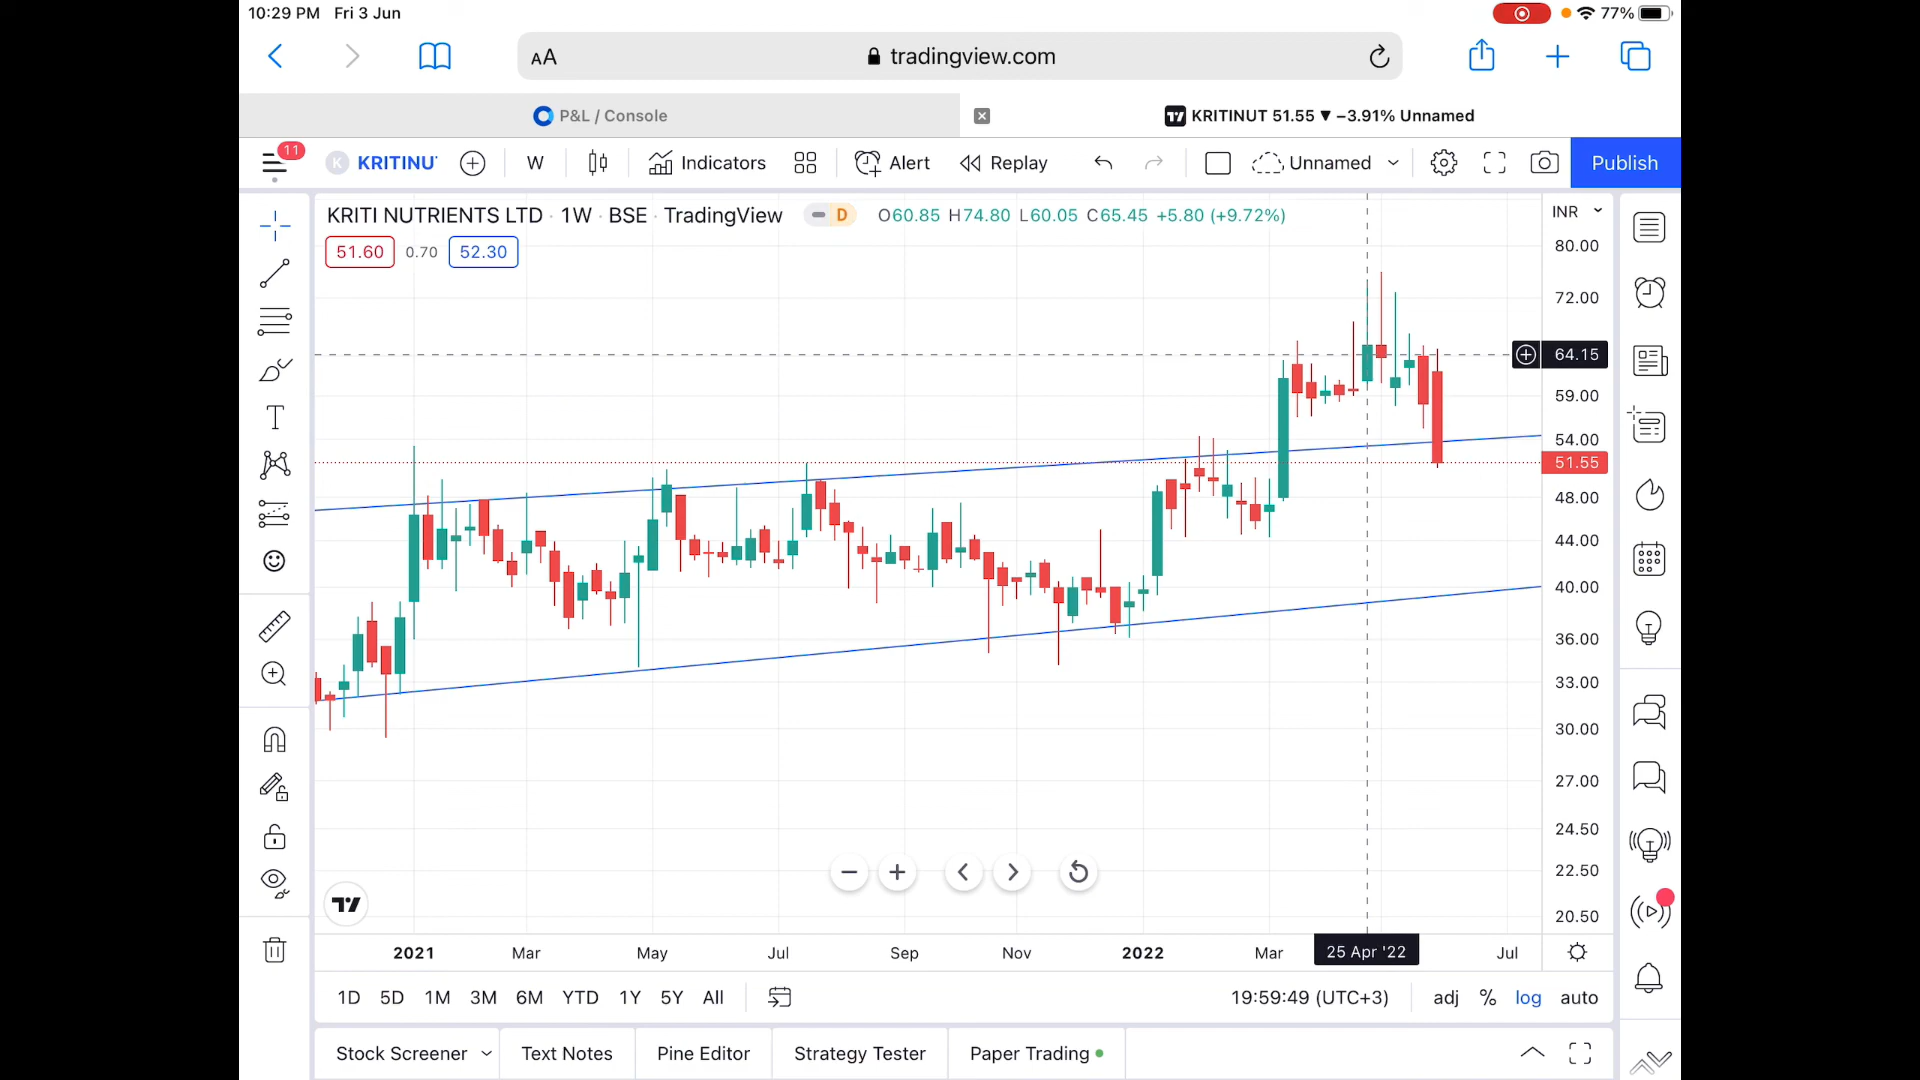 10:29 PM Fri 3 Jun
77%
AA
tradingview.com
P&L / Console
KRITINUT 51.55 ▼ −3.91% Unnamed
11
K KRITINU
W
Indicators
Alert
Replay
Unnamed
Publish
KRITI NUTRIENTS LTD · 1W · BSE · TradingView
D
O60.85 H74.80 L60.05 C65.45 +5.80 (+9.72%)
INR
51.60 0.70 52.30
80.00
72.00
64.15
59.00
54.00
51.55
48.00
44.00
40.00
36.00
33.00
30.00
27.00
24.50
22.50
20.50
2021 Mar May Jul Sep Nov 2022 Mar 25 Apr '22 Jul
1D 5D 1M 3M 6M YTD 1Y 5Y All
19:59:49 (UTC+3)
adj % log auto
Stock Screener
Text Notes
Pine Editor
Strategy Tester
Paper Trading